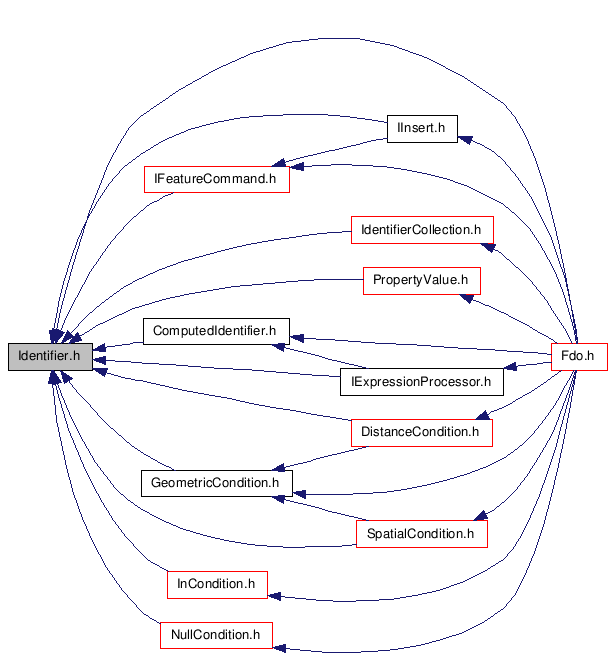 IInsert.h
IFeatureCommand.h
IdentifierCollection.h
PropertyValue.h
ComputedIdentifier.h
Identifier.h
Fdo.h
IExpressionProcessor.h
DistanceCondition.h
GeometricCondition.h
SpatialCondition.h
InCondition.h
NullCondition.h